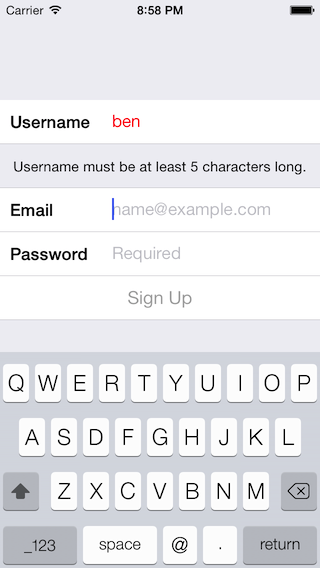 Carrier 8:58 PM
Username ben
Username must be at least 5 characters long.
Email name@example.com
Password Required
Sign Up
Q W E R T Y U I O P
A S D F G H J K L
Z X C V B N M
_123 space @ . return